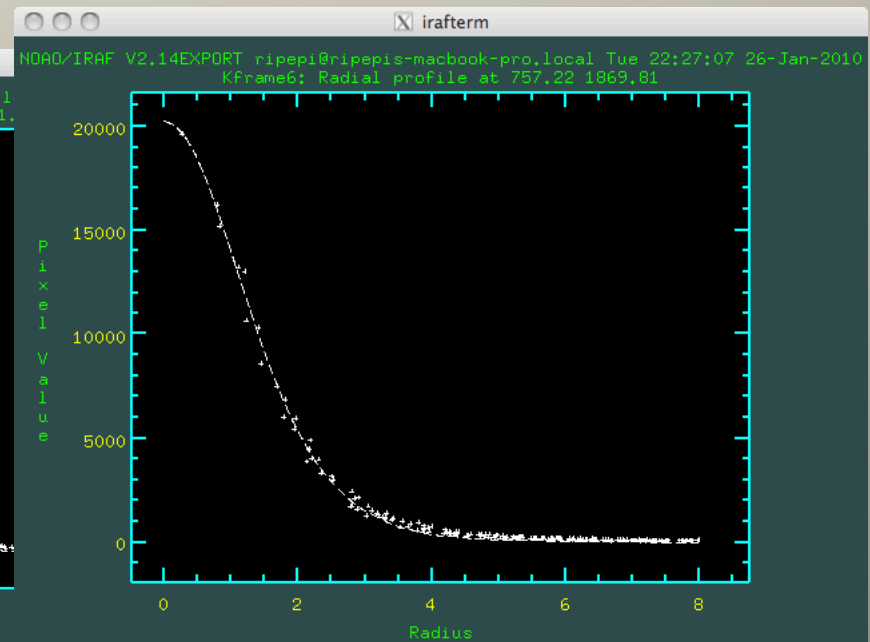 irafterm
NOAO/IRAF V2.14EXPORT ripepi@ripepis-macbook-pro.local Tue 22:27:07 26-Jan-2010
Kframe6: Radial profile at 757.22 1869.81
20000
15000
10000
5000
0
Pixel Value
0 2 4 6 8
Radius